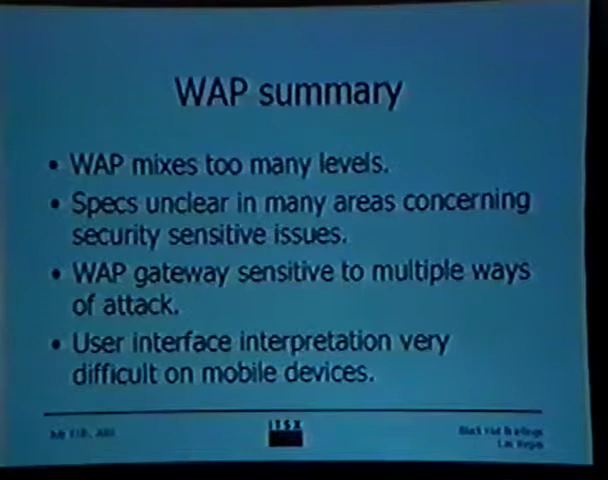 WAP summary
• WAP mixes too many levels.
• Specs unclear in many areas concerning
security sensitive issues.
• WAP gateway sensitive to multiple ways
of attack.
• User interface interpretation very
difficult on mobile devices.
ITSX
Black Hat Briefings
Las Vegas